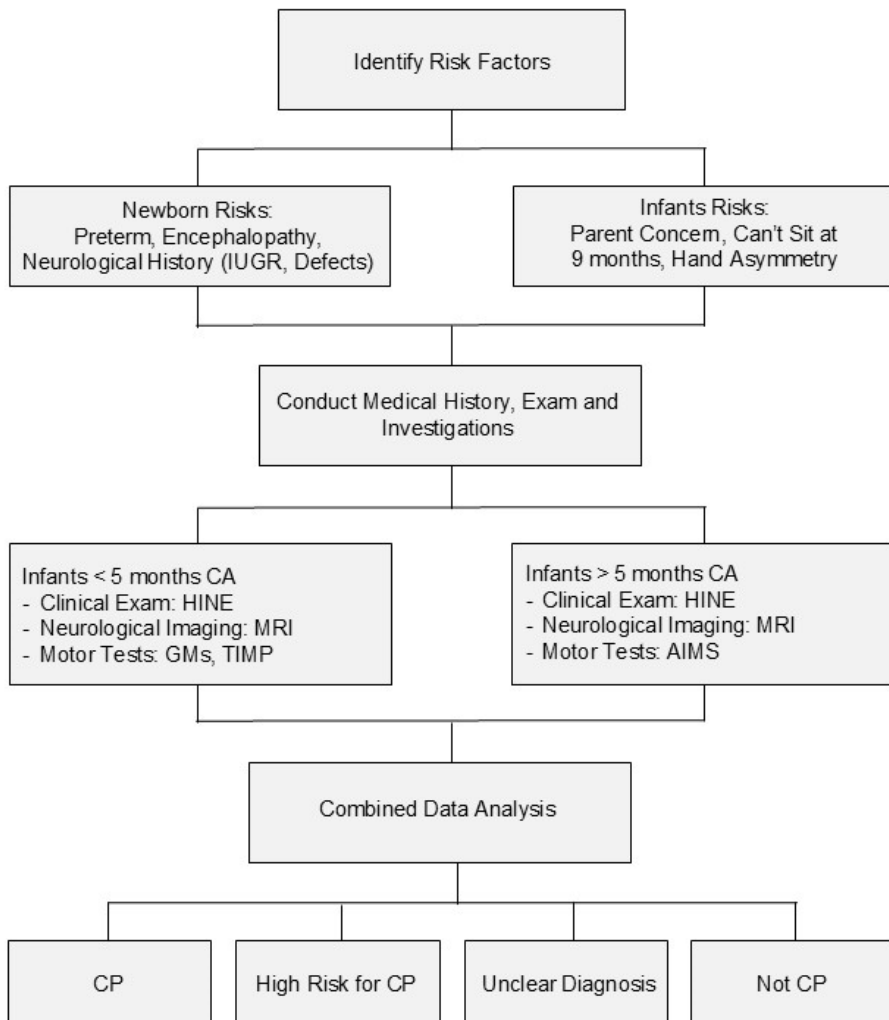 Identify Risk Factors
Newborn Risks:
Preterm, Encephalopathy,
Neurological History (IUGR, Defects)
Infants Risks:
Parent Concern, Can't Sit at
9 months, Hand Asymmetry
Conduct Medical History, Exam and
Investigations
Infants < 5 months CA
- Clinical Exam: HINE
- Neurological Imaging: MRI
- Motor Tests: GMs, TIMP
Infants > 5 months CA
- Clinical Exam: HINE
- Neurological Imaging: MRI
- Motor Tests: AIMS
Combined Data Analysis
CP
High Risk for CP
Unclear Diagnosis
Not CP